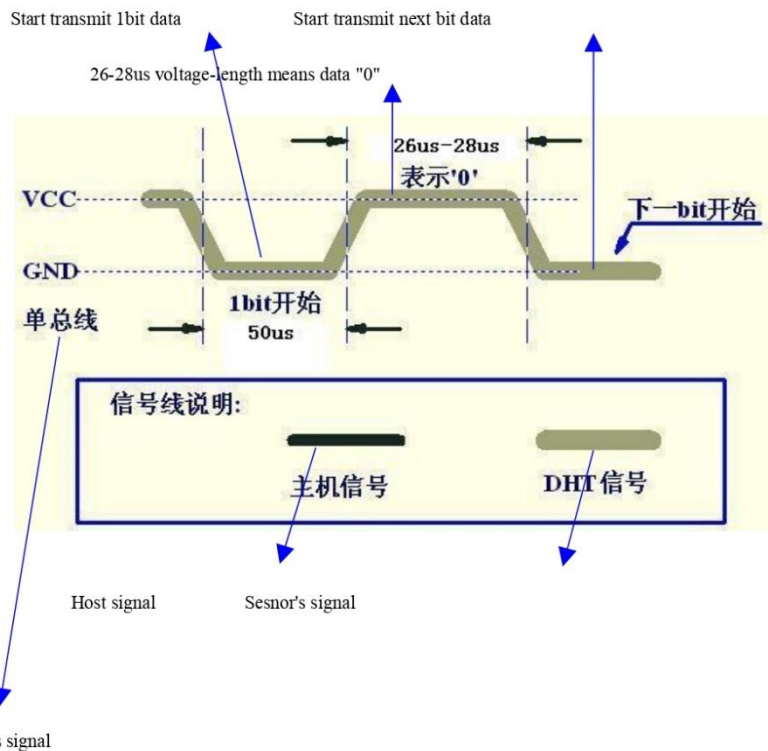 Start transmit 1bit data
Start transmit next bit data
26-28us voltage-length means data "0"
26us-28us
表示'0'
VCC
下一bit开始
GND
1bit开始
单总线
50us
信号线说明:
主机信号
DHT信号
Host signal
Sesnor's signal
signal